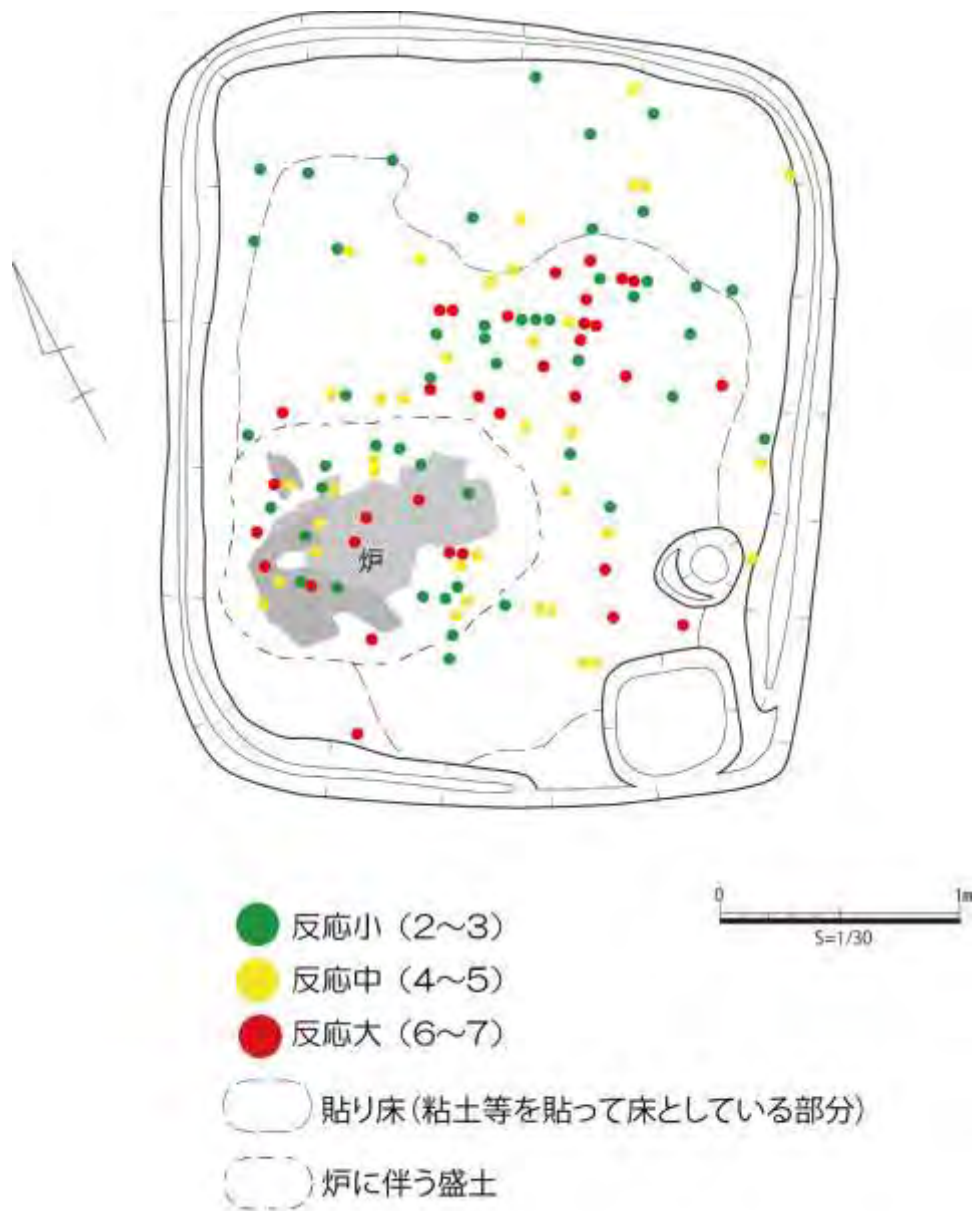 炉
0 1m
S=1/30
反応小（2～3）
反応中（4～5）
反応大（6～7）
貼り床（粘土等を貼って床としている部分）
炉に伴う盛土